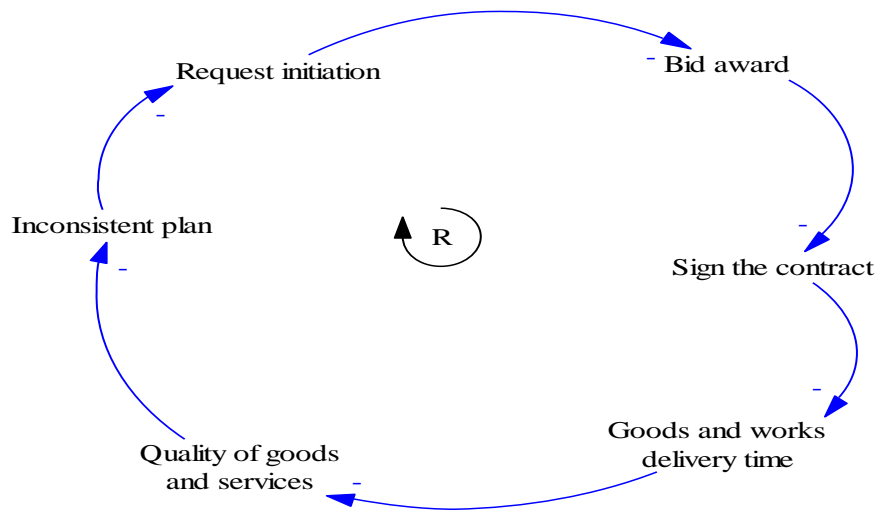 Request initiation
-
Bid award
-
Inconsistent plan
-
R
-
Sign the contract
-
Goods and works
delivery time
Quality of goods
and services
-